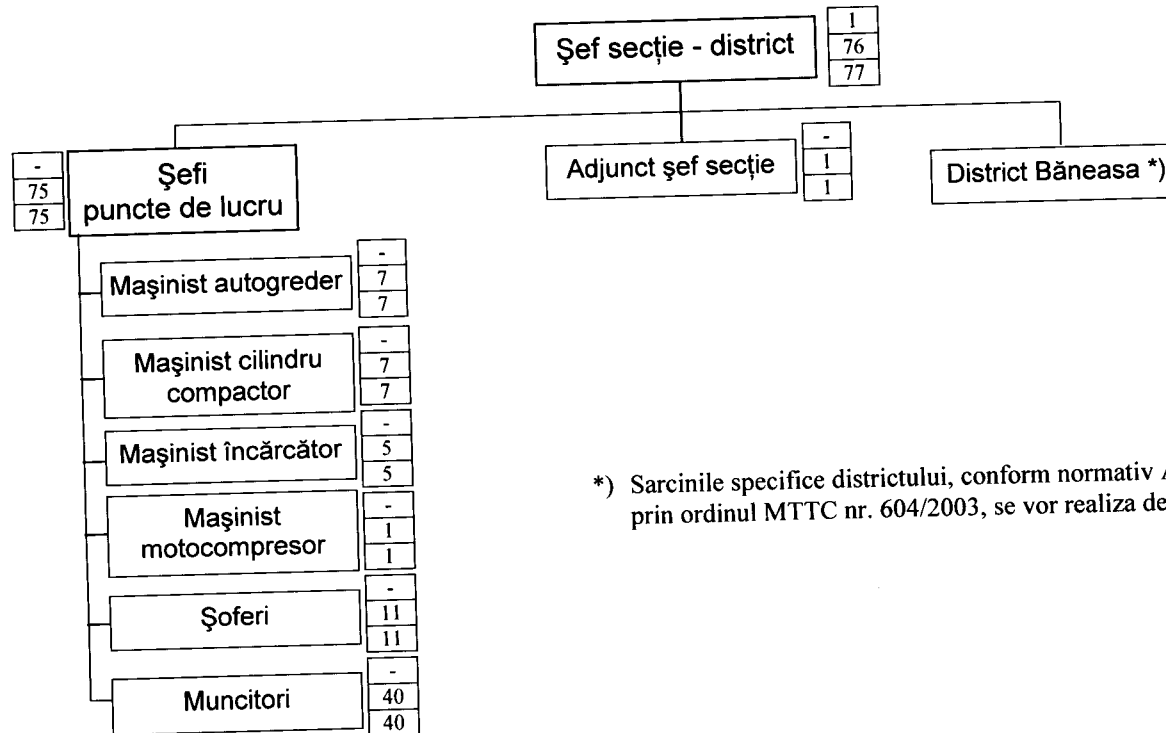 Şef secţie - district
1
76
77
-
75
75
Şefi
puncte de lucru
Adjunct şef secţie
-
1
1
District Băneasa *)
Maşinist autogreder
-
7
7
Maşinist cilindru
compactor
-
7
7
Maşinist încărcător
-
5
5
Maşinist
motocompresor
-
1
1
Şoferi
-
11
11
Muncitori
-
40
40
*) Sarcinile specifice districtului, conform normativ
prin ordinul MTTC nr. 604/2003, se vor realiza de